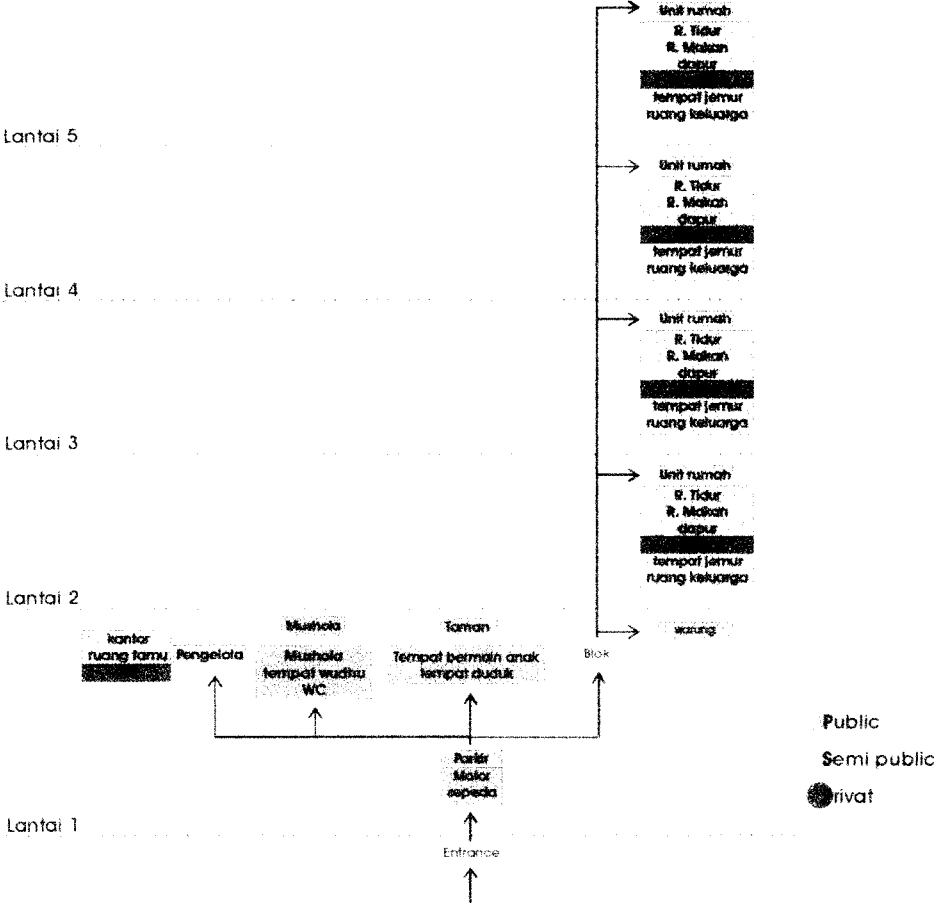 Unit rumah
R. Tidur
R. Makan
dapur
tempat jemur
ruang keluarga
Lantai 5
Unit rumah
R. Tidur
R. Makan
dapur
tempat jemur
ruang keluarga
Lantai 4
Unit rumah
R. Tidur
R. Makan
dapur
tempat jemur
ruang keluarga
Lantai 3
Unit rumah
R. Tidur
R. Makan
dapur
tempat jemur
ruang keluarga
Lantai 2
kantor
ruang tamu
Pengelola
Mushola
Mushola
tempat wudhu
WC
Taman
Tempat bermain anak
tempat duduk
Blok
warung
Parkir
Motor
sepeda
Public
Semi public
rivat
Lantai 1
Entrance